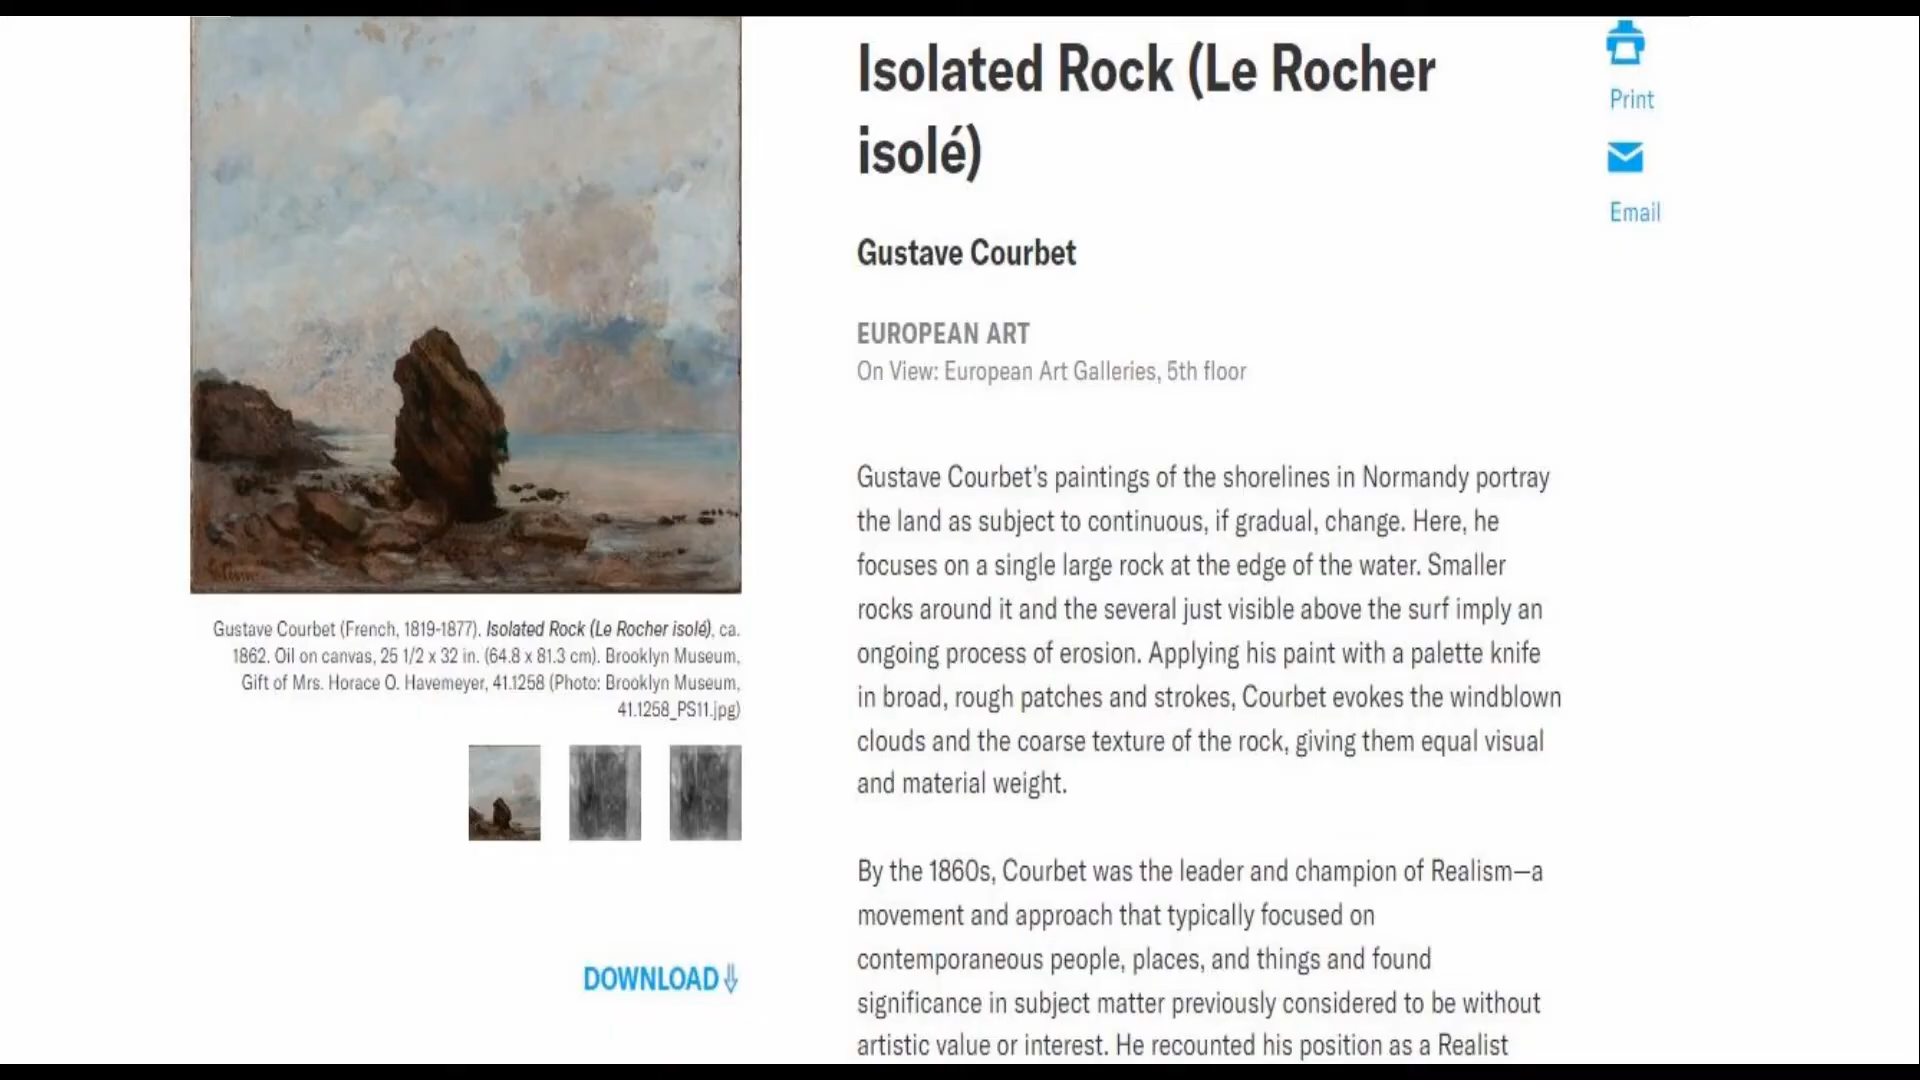 Isolated Rock (Le Rocher
isolé)
Print
Email
Gustave Courbet
EUROPEAN ART
On View: European Art Galleries, 5th floor
Gustave Courbet's paintings of the shorelines in Normandy portray
the land as subject to continuous, if gradual, change. Here, he
focuses on a single large rock at the edge of the water. Smaller
rocks around it and the several just visible above the surf imply an
ongoing process of erosion. Applying his paint with a palette knife
in broad, rough patches and strokes, Courbet evokes the windblown
clouds and the coarse texture of the rock, giving them equal visual
and material weight.
By the 1860s, Courbet was the leader and champion of Realism—a
movement and approach that typically focused on
contemporaneous people, places, and things and found
significance in subject matter previously considered to be without
artistic value or interest. He recounted his position as a Realist
Gustave Courbet (French, 1819-1877). Isolated Rock (Le Rocher isolé), ca.
1862. Oil on canvas, 25 1/2 x 32 in. (64.8 x 81.3 cm). Brooklyn Museum,
Gift of Mrs. Horace O. Havemeyer, 41.1258 (Photo: Brooklyn Museum,
41.1258_PS11.jpg)
DOWNLOAD